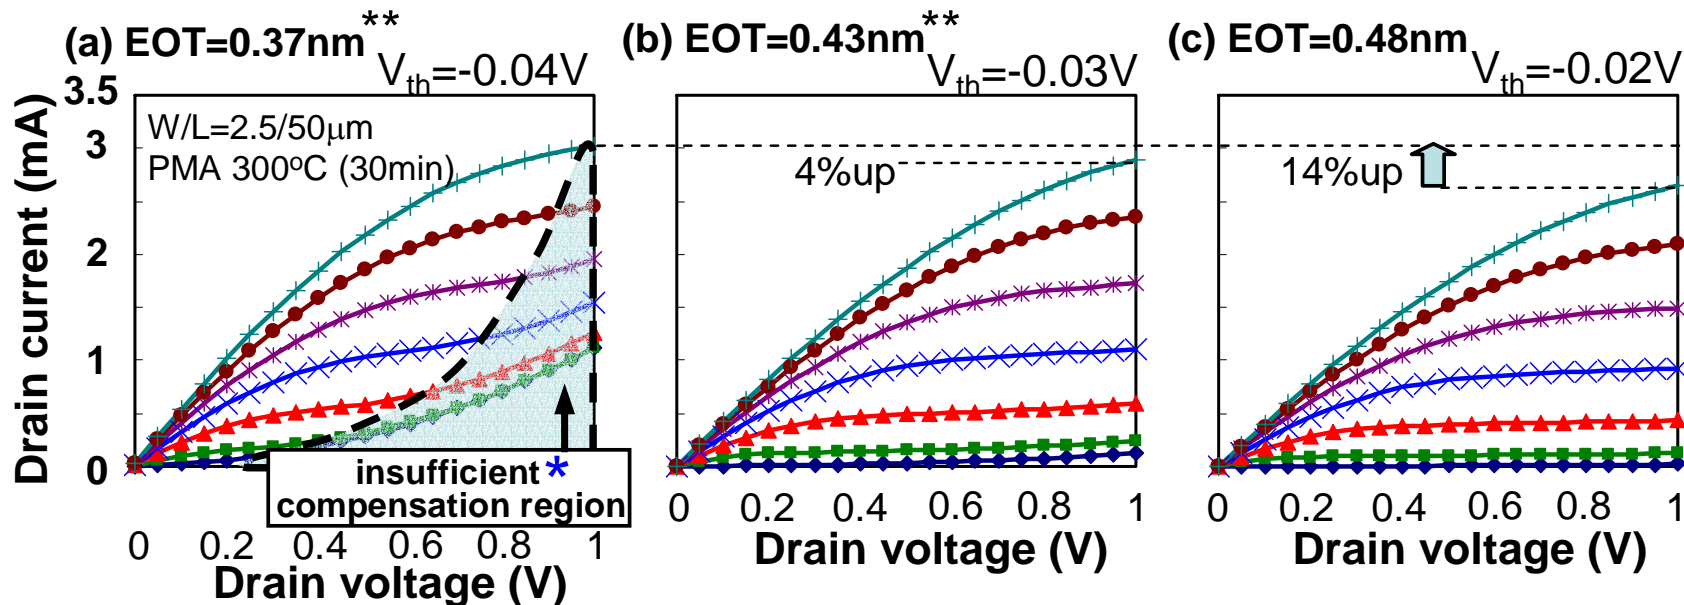 (a) EOT=0.37nm**
Vth=-0.04V
(b) EOT=0.43nm**
Vth=-0.03V
(c) EOT=0.48nm
Vth=-0.02V
Drain current (mA)
3.5
3
2
1
0
W/L=2.5/50μm
PMA 300ºC (30min)
insufficient *
compensation region
0 0.2 0.4 0.6 0.8 1
Drain voltage (V)
4%up
0 0.2 0.4 0.6 0.8 1
Drain voltage (V)
14%up
0 0.2 0.4 0.6 0.8 1
Drain voltage (V)